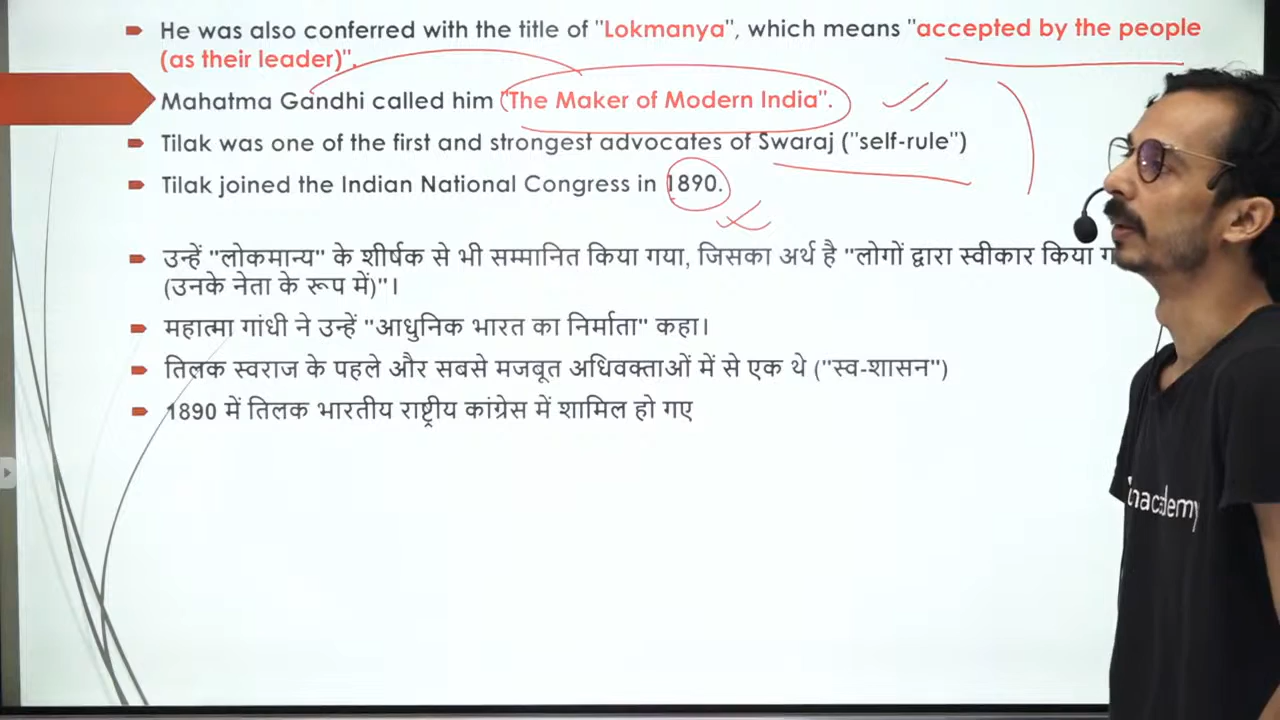 He was also conferred with the title of "Lokmanya", which means "accepted by the people
(as their leader)".
Mahatma Gandhi called him "The Maker of Modern India".
Tilak was one of the first and strongest advocates of Swaraj ("self-rule")
Tilak joined the Indian National Congress in 1890.
उन्हें "लोकमान्य" के शीर्षक से भी सम्मानित किया गया, जिसका अर्थ है "लोगों द्वारा स्वीकार किया
(उनके नेता के रूप में)"।
महात्मा गांधी ने उन्हें "आधुनिक भारत का निर्माता" कहा।
तिलक स्वराज के पहले और सबसे मजबूत अधिवक्ताओं में से एक थे ("स्व-शासन")
1890 में तिलक भारतीय राष्ट्रीय कांग्रेस में शामिल हो गए
unacademy